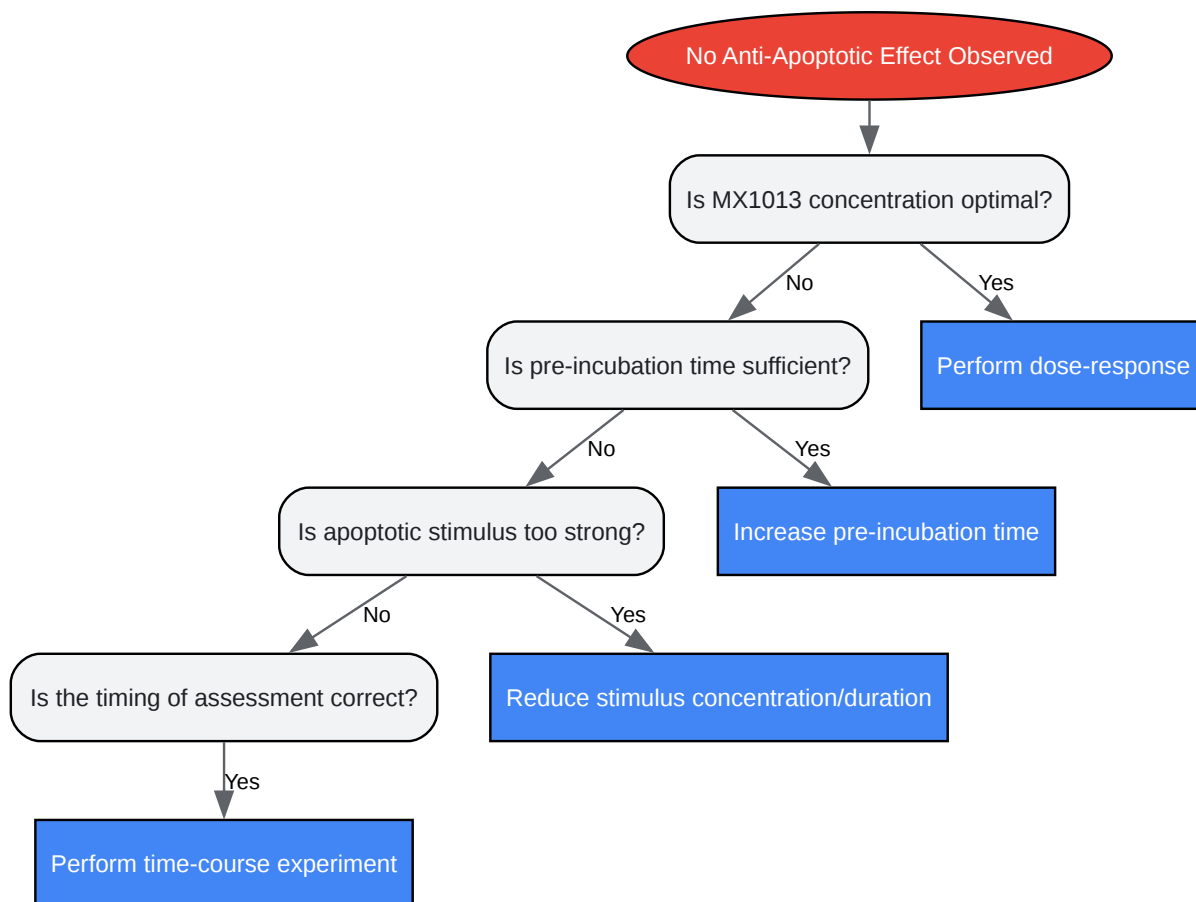 No Anti-Apoptotic Effect Observed
Is MX1013 concentration optimal?
No
Yes
Is pre-incubation time sufficient?
Perform dose-response
No
Yes
Is apoptotic stimulus too strong?
Increase pre-incubation time
No
Yes
Is the timing of assessment correct?
Reduce stimulus concentration/duration
Yes
Perform time-course experiment